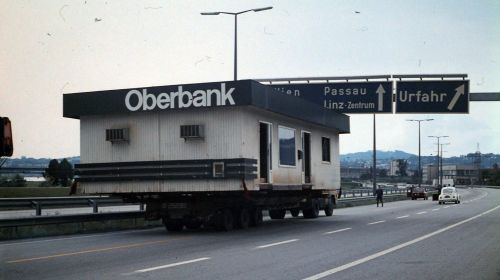 Oberbank
Passau
Linz-Zentrum
Urfahr